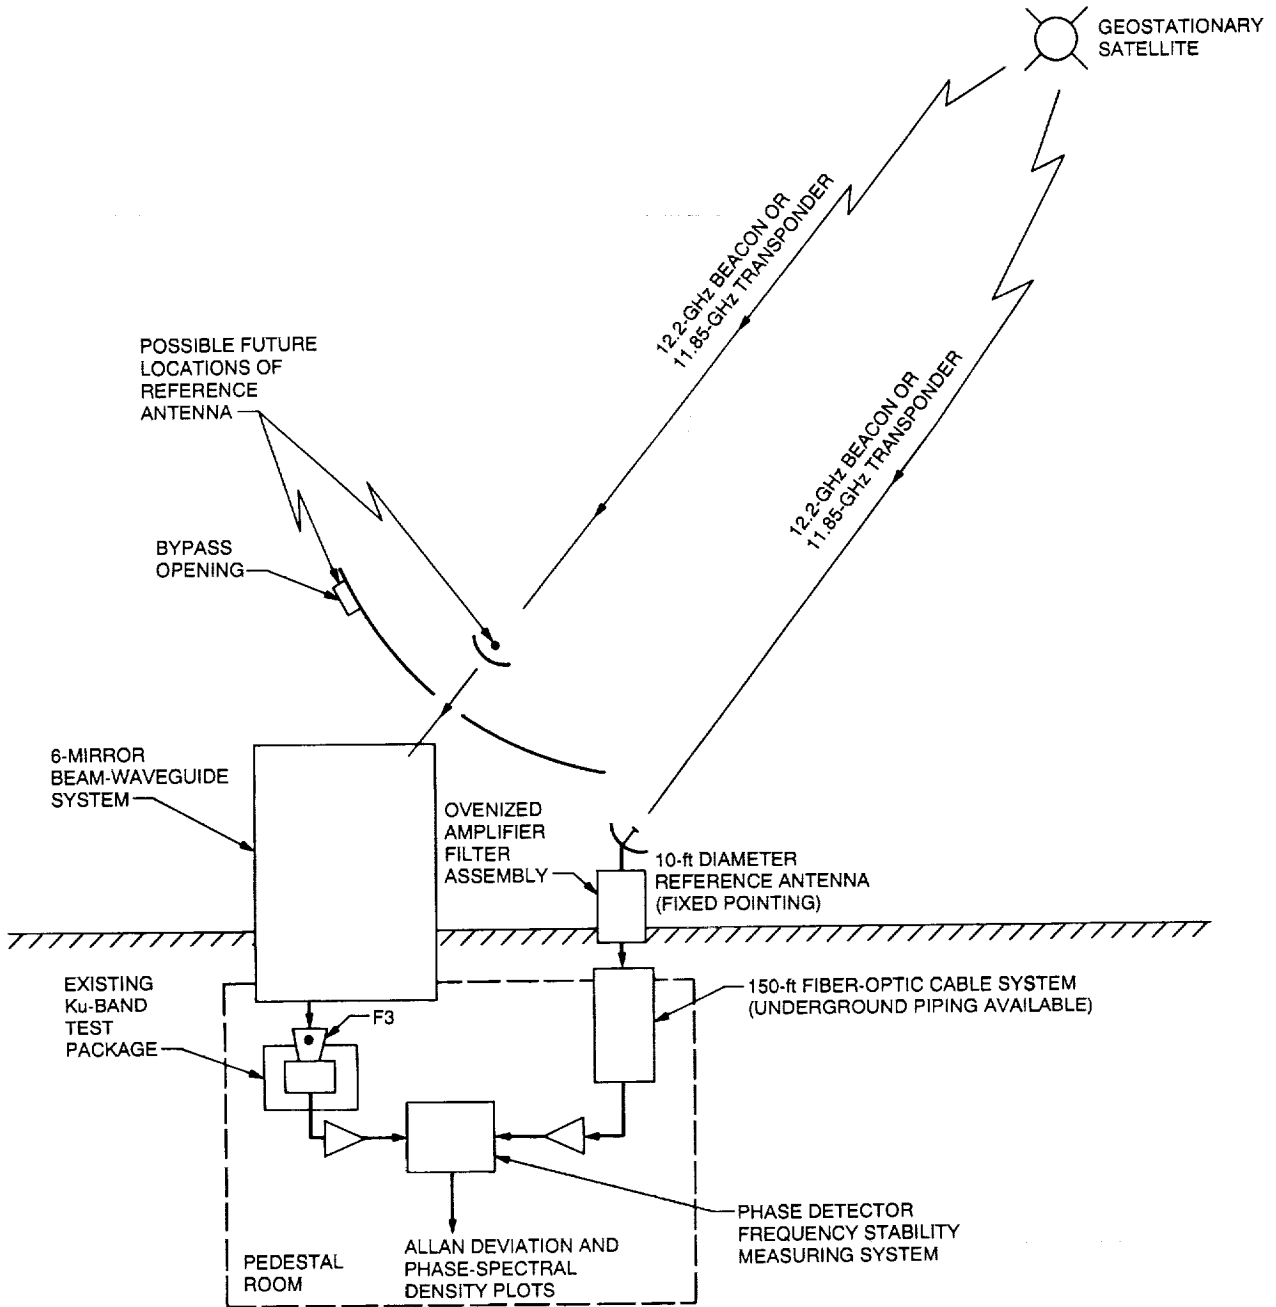 GEOSTATIONARY
SATELLITE
12.2-GHz BEACON OR
11.85-GHz TRANSPONDER
12.2-GHz BEACON OR
11.85-GHz TRANSPONDER
POSSIBLE FUTURE
LOCATIONS OF
REFERENCE
ANTENNA
BYPASS
OPENING
6-MIRROR
BEAM-WAVEGUIDE
SYSTEM
OVENIZED
AMPLIFIER
FILTER
ASSEMBLY
10-ft DIAMETER
REFERENCE ANTENNA
(FIXED POINTING)
EXISTING
Ku-BAND
TEST
PACKAGE
F3
150-ft FIBER-OPTIC CABLE SYSTEM
(UNDERGROUND PIPING AVAILABLE)
PHASE DETECTOR
FREQUENCY STABILITY
MEASURING SYSTEM
PEDESTAL
ROOM
ALLAN DEVIATION AND
PHASE-SPECTRAL
DENSITY PLOTS